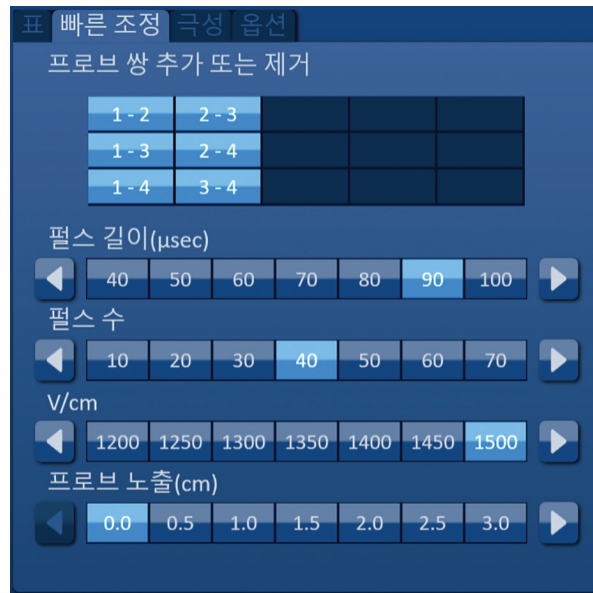 표 빠른 조정 극성 옵션
프로브 쌍 추가 또는 제거
1 - 2 2 - 3
1 - 3 2 - 4
1 - 4 3 - 4
펄스 길이(µsec)
40 50 60 70 80 90 100
펄스 수
10 20 30 40 50 60 70
V/cm
1200 1250 1300 1350 1400 1450 1500
프로브 노출(cm)
0.0 0.5 1.0 1.5 2.0 2.5 3.0